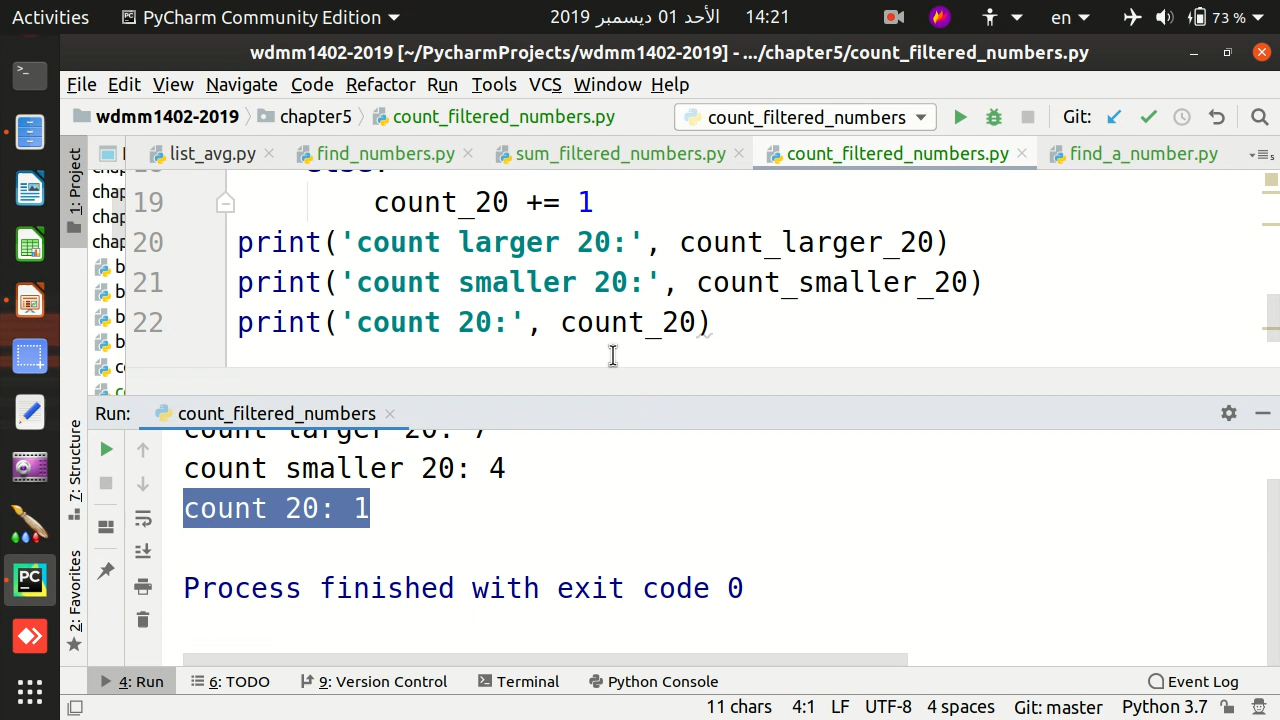 Activities PyCharm Community Edition الأحد 01 ديسمبر 2019 14:21 en 73 %
wdmm1402-2019 [~/PycharmProjects/wdmm1402-2019] - .../chapter5/count_filtered_numbers.py
File Edit View Navigate Code Refactor Run Tools VCS Window Help
wdmm1402-2019 chapter5 count_filtered_numbers.py count_filtered_numbers Git:
1: Project list_avg.py find_numbers.py sum_filtered_numbers.py count_filtered_numbers.py find_a_number.py
else:
19 count_20 += 1
20 print('count larger 20:', count_larger_20)
21 print('count smaller 20:', count_smaller_20)
22 print('count 20:', count_20)
Run: count_filtered_numbers
count larger 20: 7
count smaller 20: 4
count 20: 1
Process finished with exit code 0
7: Structure
2: Favorites
4: Run 6: TODO 9: Version Control Terminal Python Console Event Log
11 chars 4:1 LF UTF-8 4 spaces Git: master Python 3.7